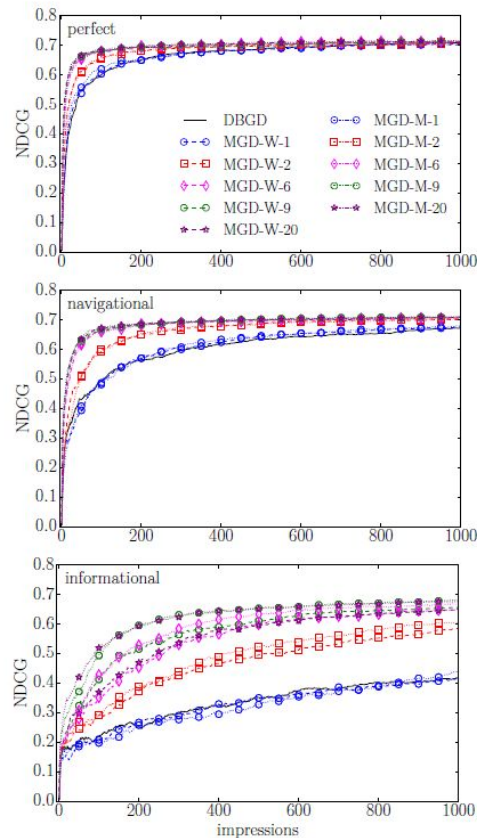 0.8
perfect
0.7
0.6
0.5
NDCG
0.4
0.3
0.2
0.1
0.0
DBGD
MGD-W-1
MGD-W-2
MGD-W-6
MGD-W-9
MGD-W-20
MGD-M-1
MGD-M-2
MGD-M-6
MGD-M-9
MGD-M-20
0 200 400 600 800 1000
0.8
navigational
0.7
0.6
0.5
NDCG
0.4
0.3
0.2
0.1
0.0
0 200 400 600 800 1000
0.8
informational
0.7
0.6
0.5
NDCG
0.4
0.3
0.2
0.1
0.0
0 200 400 600 800 1000
impressions